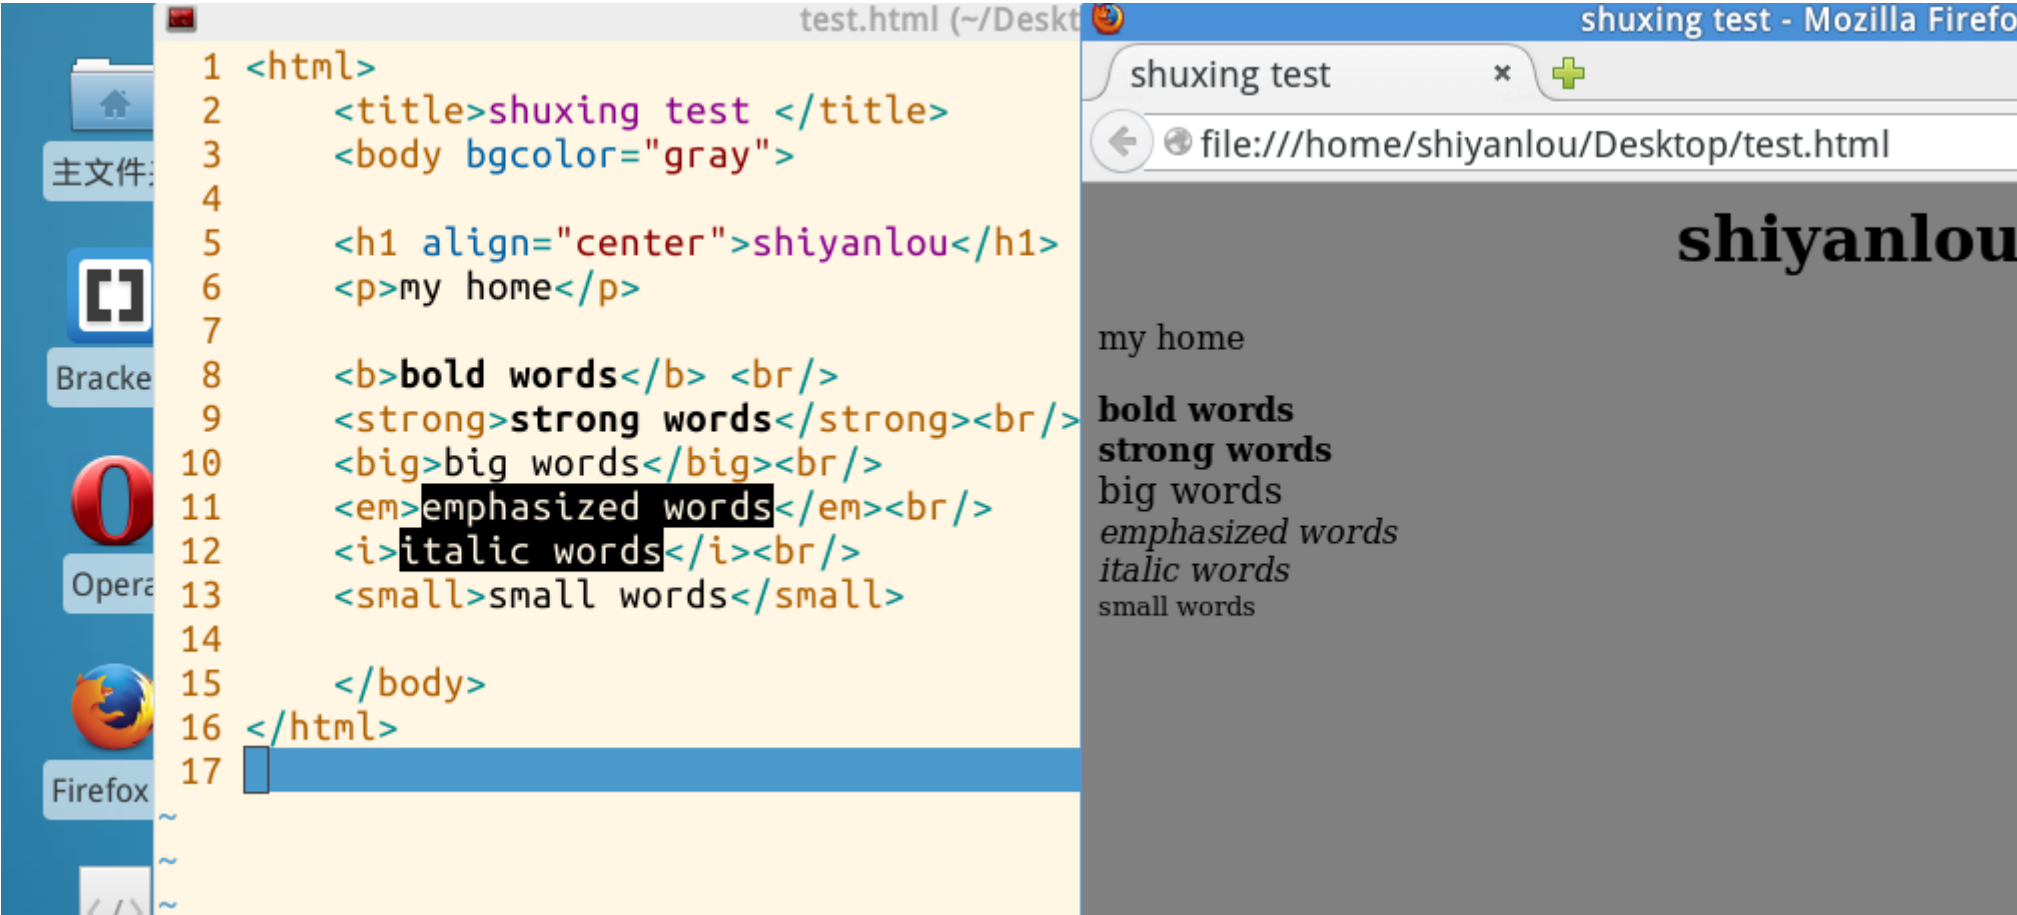 主文件
Bracke
Opera
Firefox
test.html (~/Deskt
1 <html>
2 <title>shuxing test </title>
3 <body bgcolor="gray">
4
5 <h1 align="center">shiyanlou</h1>
6 <p>my home</p>
7
8 <b>bold words</b> <br/>
9 <strong>strong words</strong><br/>
10 <big>big words</big><br/>
11 <em>emphasized words</em><br/>
12 <i>italic words</i><br/>
13 <small>small words</small>
14
15 </body>
16 </html>
17
~
~
~
shuxing test - Mozilla Firefo
shuxing test
file:///home/shiyanlou/Desktop/test.html
shiyanlou
my home
bold words
strong words
big words
emphasized words
italic words
small words